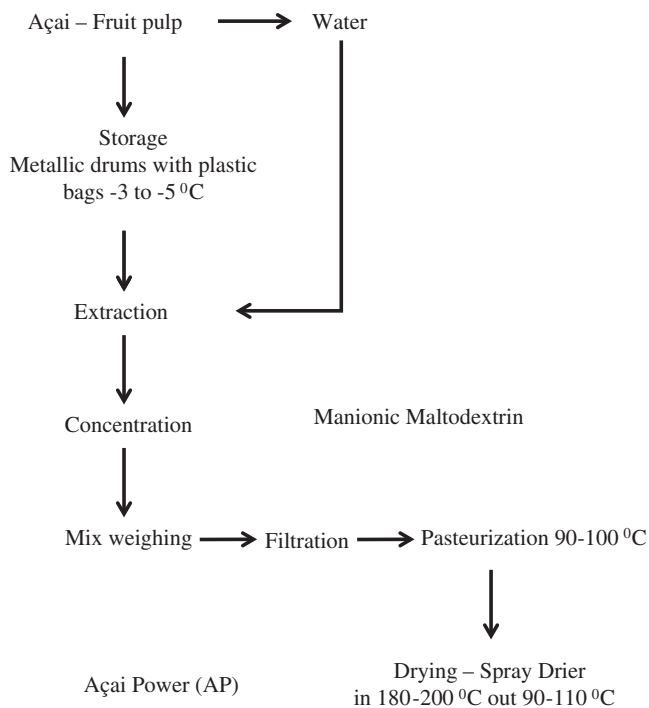 Açai – Fruit pulp
Water
Storage
Metallic drums with plastic
bags -3 to -5 ⁰C
Extraction
Concentration
Manionic Maltodextrin
Mix weighing
Filtration
Pasteurization 90-100 ⁰C
Açai Power (AP)
Drying – Spray Drier
in 180-200 ⁰C out 90-110 ⁰C